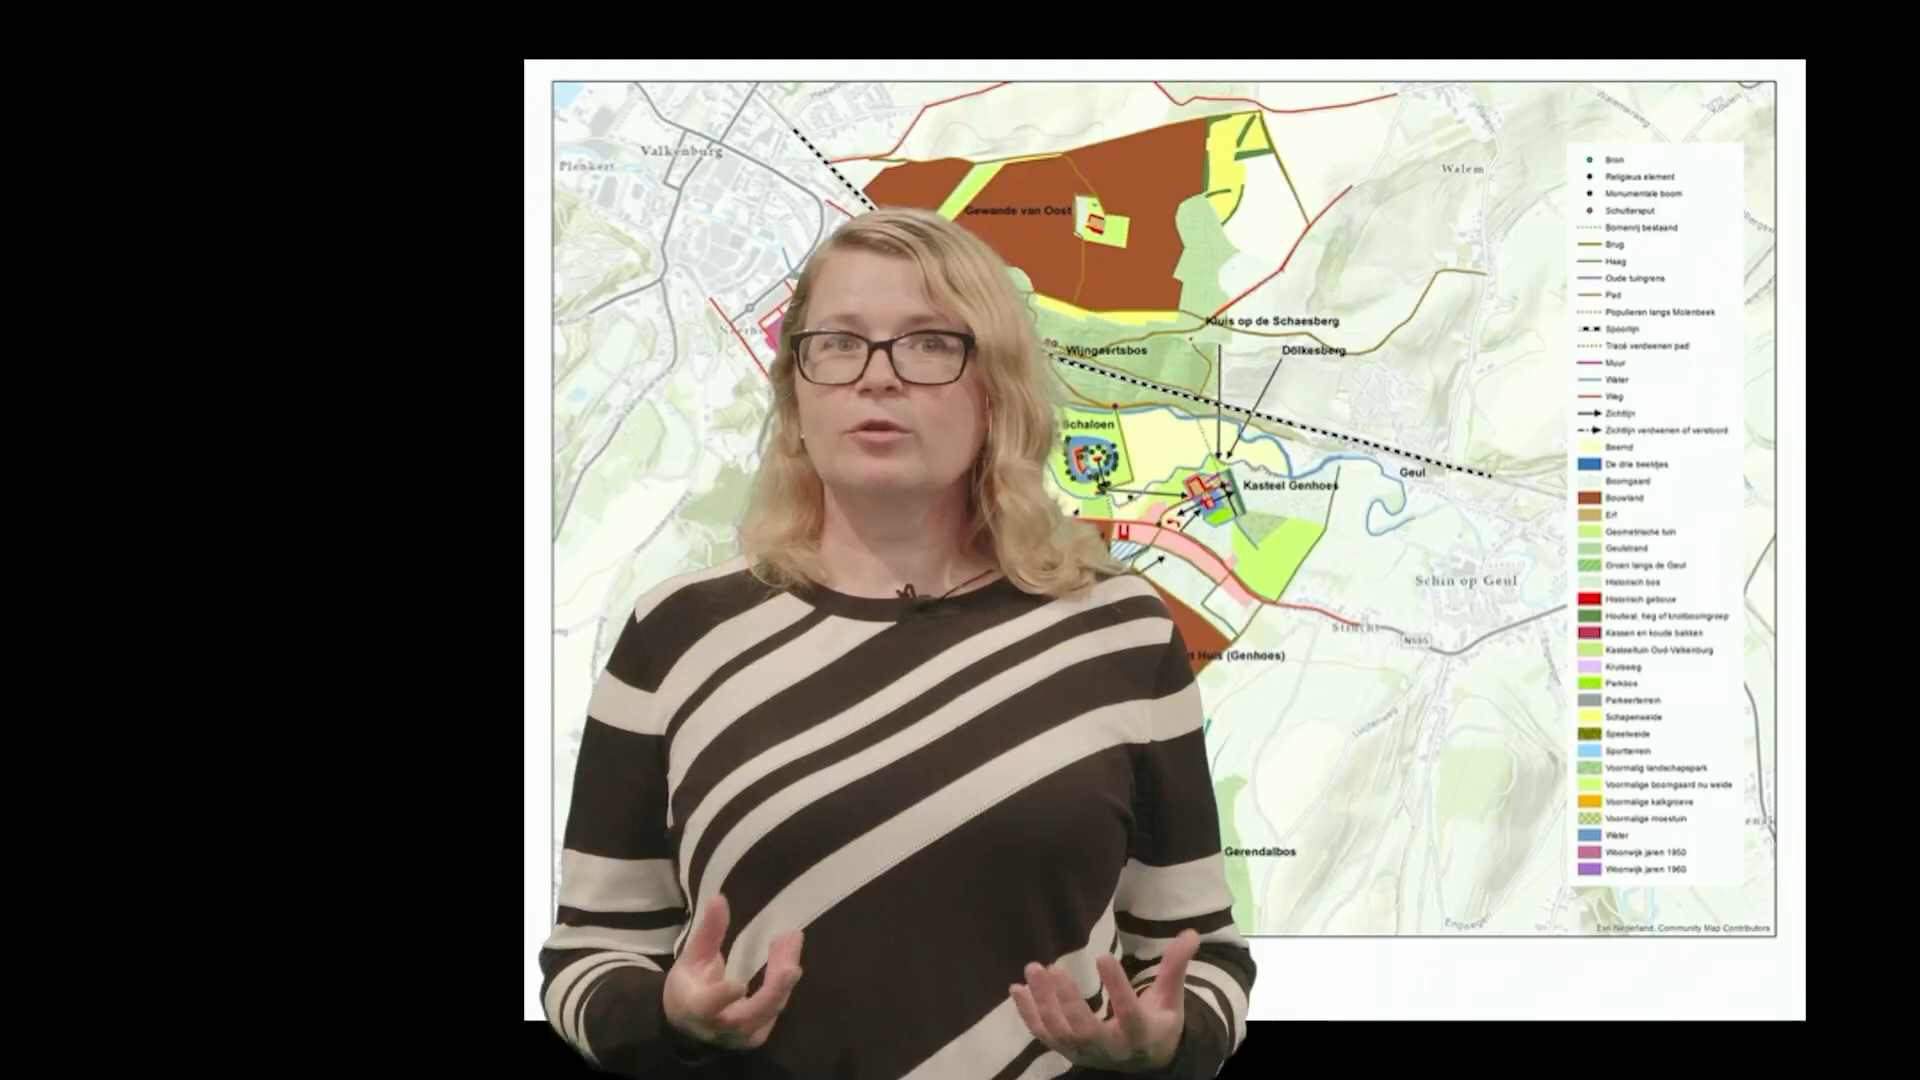 Valkenburg
Plenkert
Walem
Gewande van Oost
Kluis op de Schaesberg
Wijngaertsbos
Dölkesberg
Schaloen
Geul
Kasteel Genhoes
Schin op Geul
Strucht
N595
Huis (Genhoes)
Gerendalbos
Engwegen
Bron
Religieus element
Monumentale boom
Schuttersput
Bomenrij bestaand
Brug
Haag
Oude tuingrens
Pad
Populieren langs Molenbeek
Spoorlijn
Tracé verdwenen pad
Muur
Water
Weg
Zichtlijn
Zichtlijn verdwenen of verstoord
Beemd
De drie beeldjes
Boomgaard
Bouwland
Erf
Geometrische tuin
Geulstrand
Groen langs de Geul
Historisch bos
Historisch gebouw
Houtwal, heg of knotboomgroep
Kassen en koude bakken
Kasteeltuin Oud-Valkenburg
Kruisweg
Parkbos
Parkeerterrein
Schapenweide
Speelweide
Sportterrein
Voormalig landschapspark
Voormalige boomgaard nu weide
Voormalige kalkgroeve
Voormalige moestuin
Water
Woonwijk jaren 1950
Woonwijk jaren 1960
Esri Nederland, Community Map Contributors